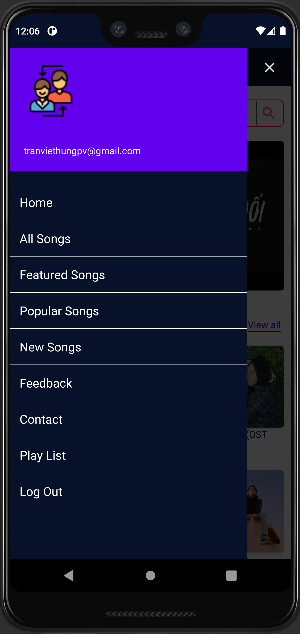 12:06
tranviethungpv@gmail.com
Home
All Songs
Featured Songs
Popular Songs
View all
New Songs
Feedback
Contact
OST
Play List
Log Out